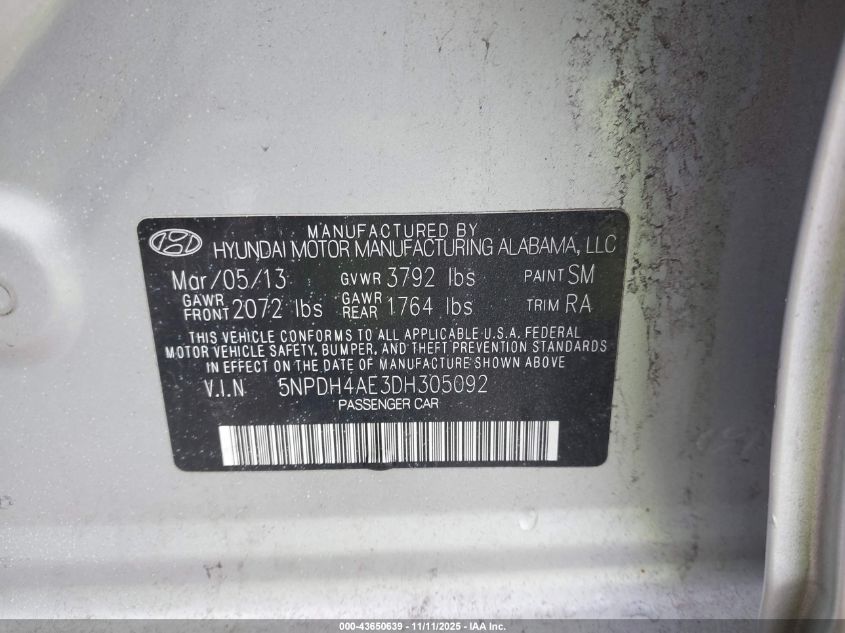 MANUFACTURED BY
HYUNDAI MOTOR MANUFACTURING ALABAMA, LLC
Mar/05/13 GVWR 3792 lbs PAINT SM
GAWR FRONT 2072 lbs GAWR REAR 1764 lbs TRIM RA
THIS VEHICLE CONFORMS TO ALL APPLICABLE U.S.A. FEDERAL
MOTOR VEHICLE SAFETY, BUMPER, AND THEFT PREVENTION STANDARDS
IN EFFECT ON THE DATE OF MANUFACTURE SHOWN ABOVE
V.I.N 5NPDH4AE3DH305092
PASSENGER CAR
000-43650639 - 11/11/2025 - IAA Holdings, LLC.